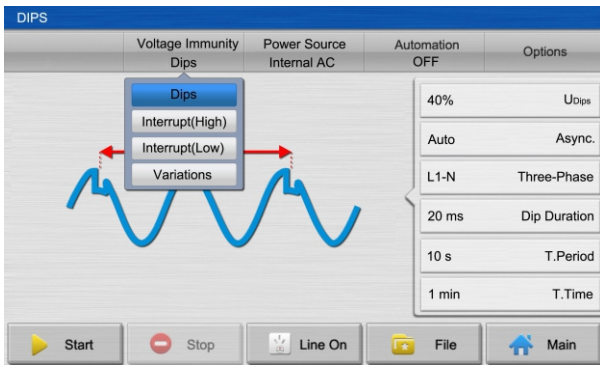 DIPS
Voltage Immunity
Dips
Power Source
Internal AC
Automation
OFF
Options
Dips
Interrupt(High)
Interrupt(Low)
Variations
40% UDips
Auto Async.
L1-N Three-Phase
20 ms Dip Duration
10 s T.Period
1 min T.Time
Start
Stop
Line On
File
Main